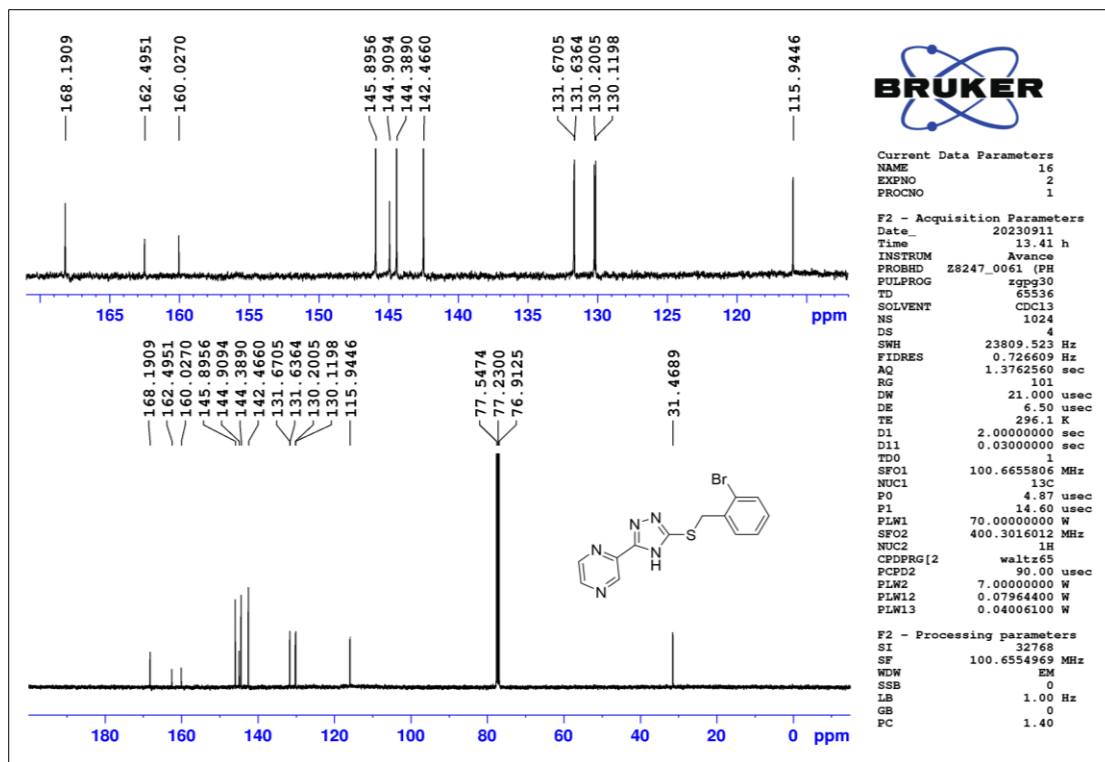 168.1909
162.4951
160.0270
145.8956
144.9094
144.3890
142.4660
131.6705
131.6364
130.2005
130.1198
115.9446
165 160 155 150 145 140 135 130 125 120 ppm
168.1909
162.4951
160.0270
145.8956
144.9094
144.3890
142.4660
131.6705
131.6364
130.2005
130.1198
115.9446
77.5474
77.2300
76.9125
31.4689
Br
N N
S
N
H
N
N
180 160 140 120 100 80 60 40 20 0 ppm
BRUKER
Current Data Parameters
NAME 16
EXPNO 2
PROCNO 1
F2 - Acquisition Parameters
Date_ 20230911
Time 13.41 h
INSTRUM Avance
PROBHD Z8247_0061 (PH
PULPROG zgpg30
TD 65536
SOLVENT CDCl3
NS 1024
DS 4
SWH 23809.523 Hz
FIDRES 0.726609 Hz
AQ 1.3762560 sec
RG 101
DW 21.000 usec
DE 6.50 usec
TE 296.1 K
D1 2.00000000 sec
D11 0.03000000 sec
TD0 1
SFO1 100.6655806 MHz
NUC1 13C
P0 4.87 usec
P1 14.60 usec
PLW1 70.00000000 W
SFO2 400.3016012 MHz
NUC2 1H
CPDPRG[2 waltz65
PCPD2 90.00 usec
PLW2 7.00000000 W
PLW12 0.07964400 W
PLW13 0.04006100 W
F2 - Processing parameters
SI 32768
SF 100.6554969 MHz
WDW EM
SSB 0
LB 1.00 Hz
GB 0
PC 1.40